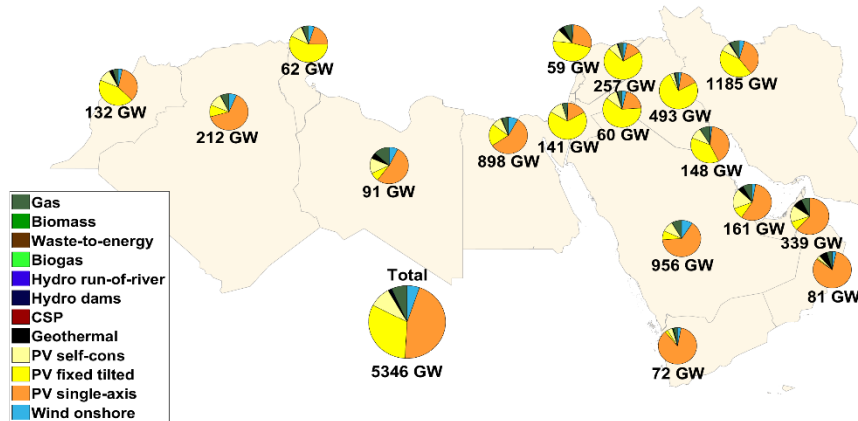 62 GW
59 GW
257 GW
1185 GW
132 GW
212 GW
493 GW
60 GW
141 GW
898 GW
148 GW
91 GW
161 GW
339 GW
956 GW
81 GW
72 GW
Total
5346 GW
Gas
Biomass
Waste-to-energy
Biogas
Hydro run-of-river
Hydro dams
CSP
Geothermal
PV self-cons
PV fixed tilted
PV single-axis
Wind onshore